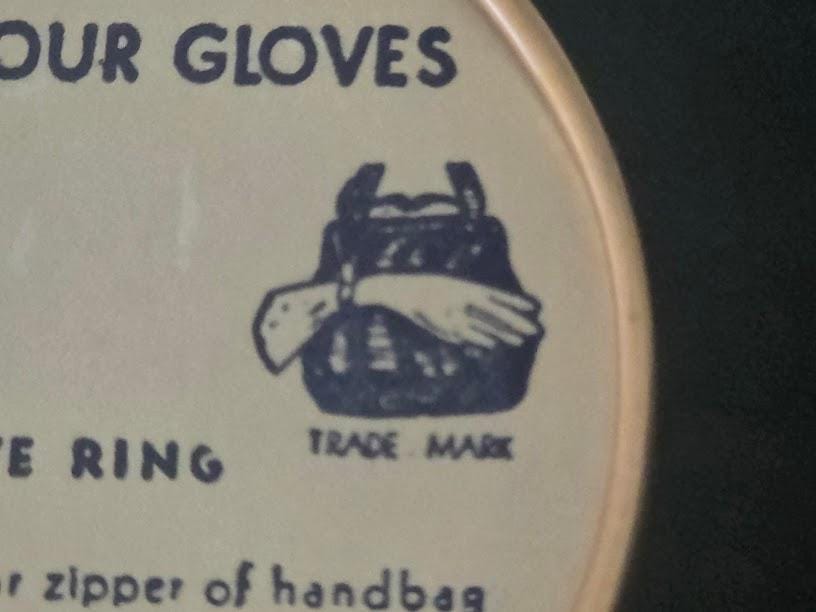 OUR GLOVES
TRADE MARK
E RING
r zipper of handbag